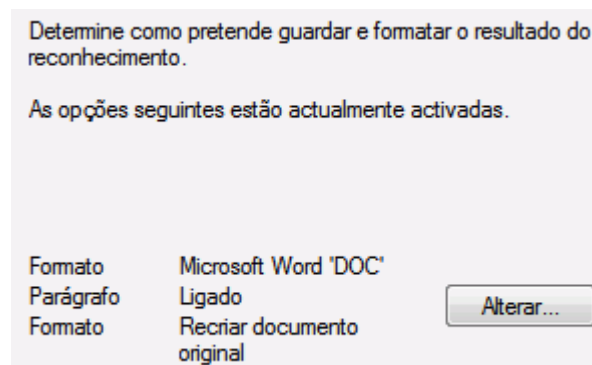 Determine como pretende guardar e formatar o resultado do
reconhecimento.
As opções seguintes estão actualmente activadas.
Formato Microsoft Word "DOC"
Parágrafo Ligado
Formato Recriar documento
original
Alterar...